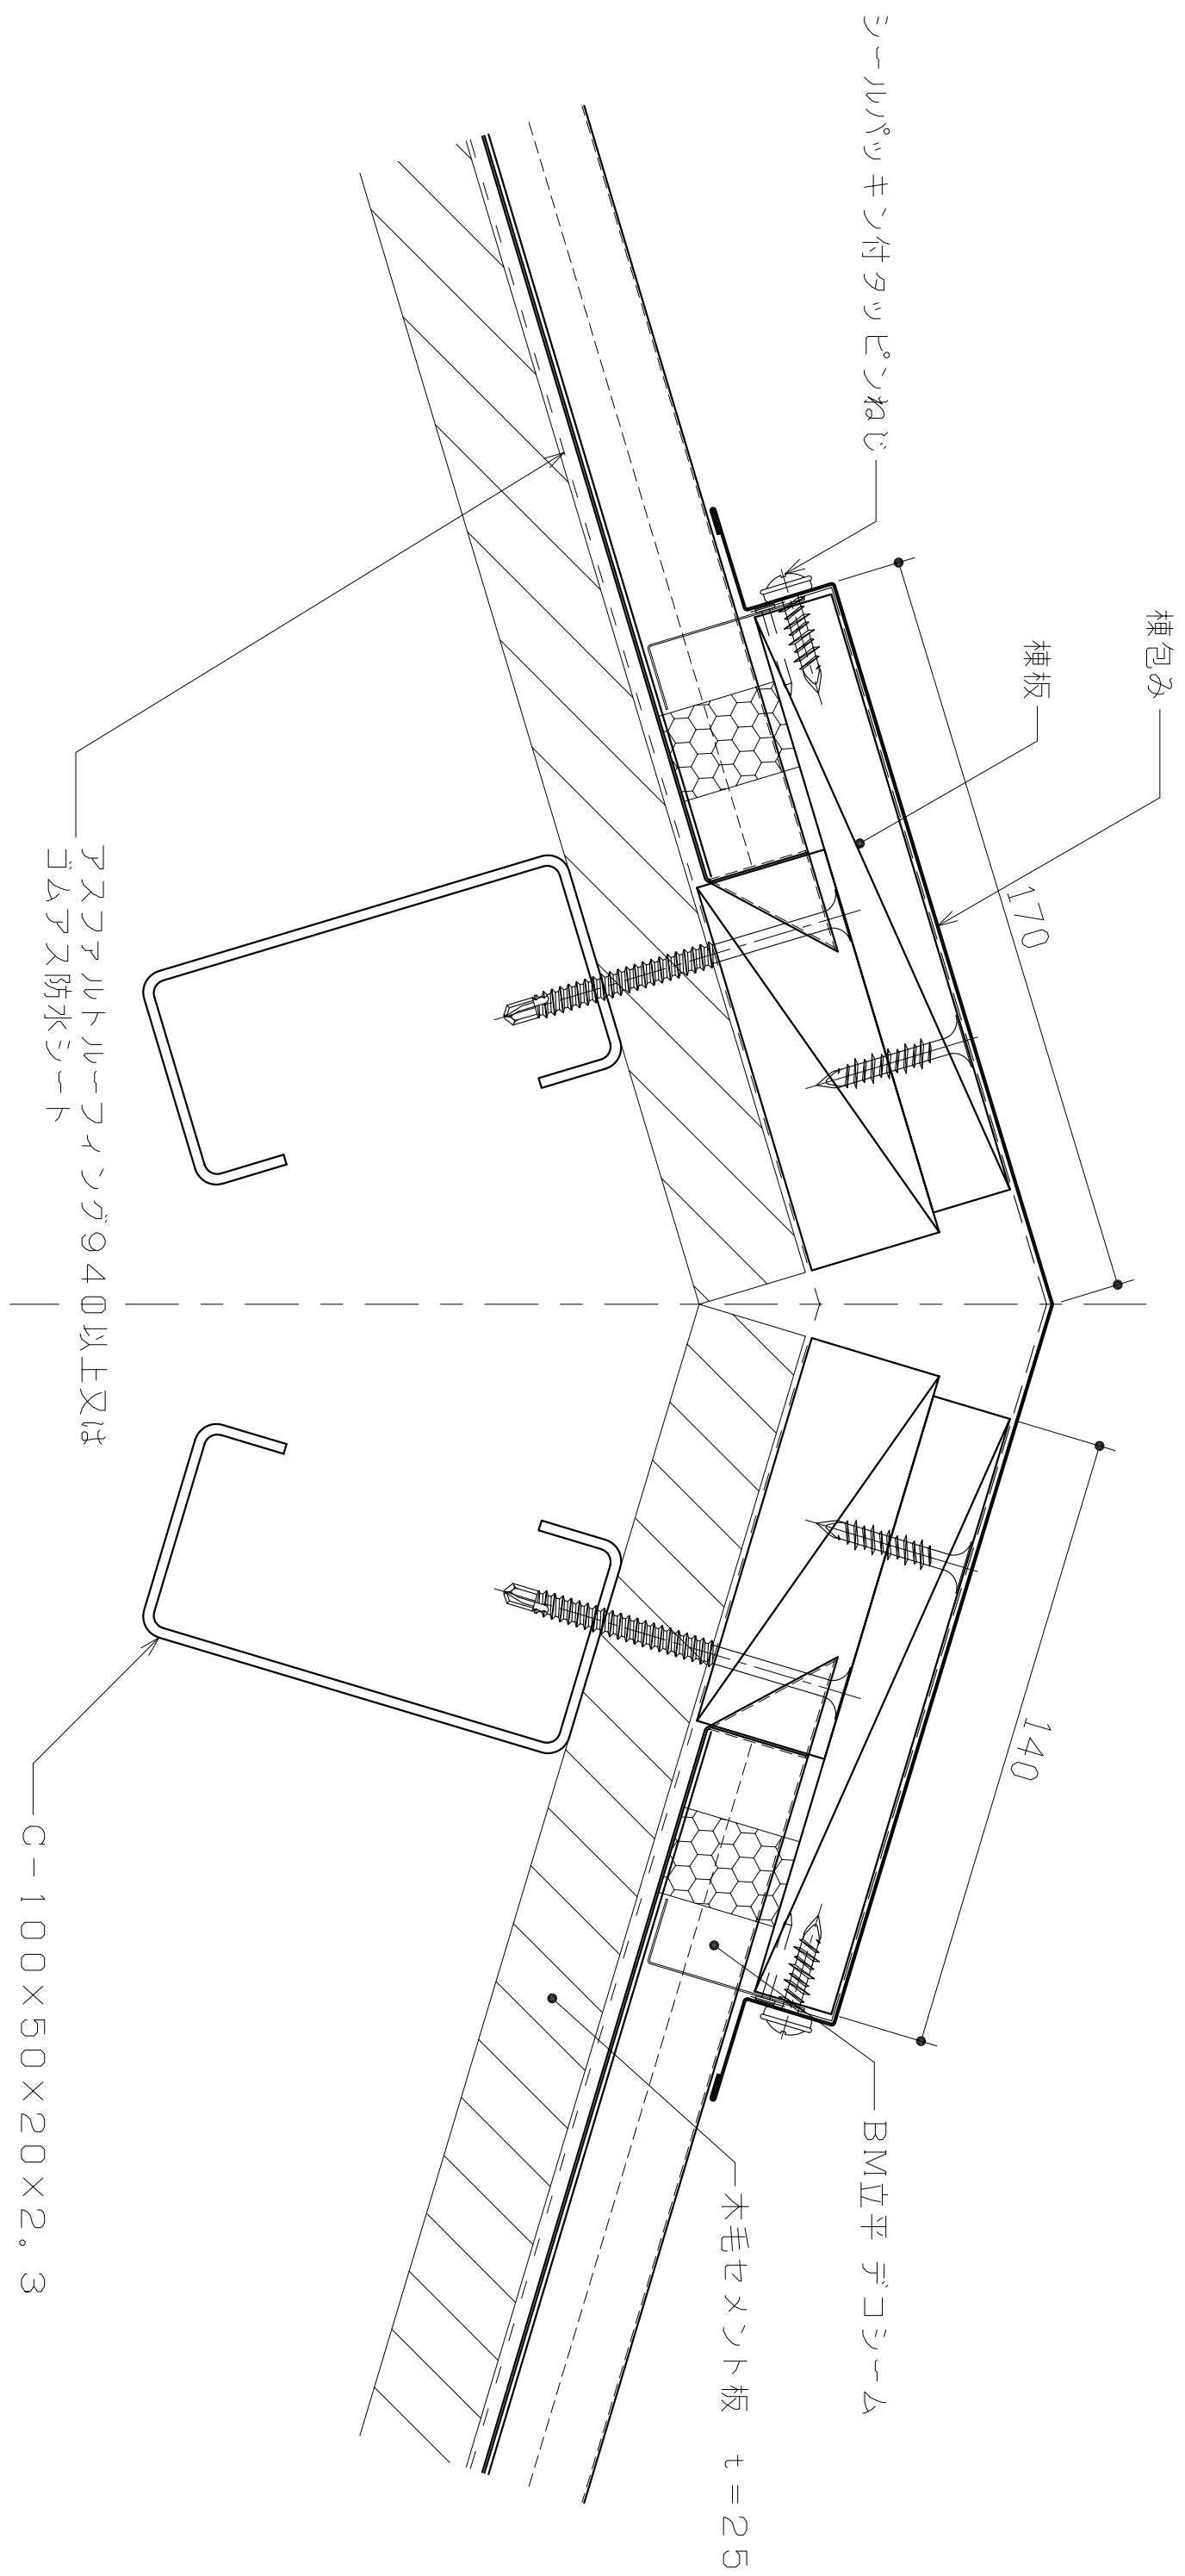 シールパッキン付タッピンねじ
棟包み
棟板
170
140
アスファルトルーフィング940以上又は
ゴムアス防水シート
BM立平 デコシーム
木毛セメント板 t=25
C-100×50×20×2.3